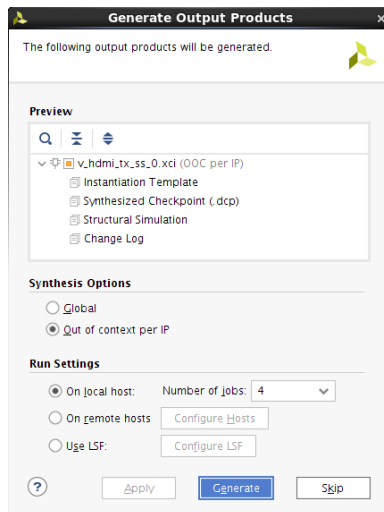 Generate Output Products
The following output products will be generated.
Preview
v_hdmi_tx_ss_0.xci (OOC per IP)
Instantiation Template
Synthesized Checkpoint (.dcp)
Structural Simulation
Change Log
Synthesis Options
Global
Out of context per IP
Run Settings
On local host: Number of jobs: 4
On remote hosts Configure Hosts
Use LSF: Configure LSF
? Apply Generate Skip